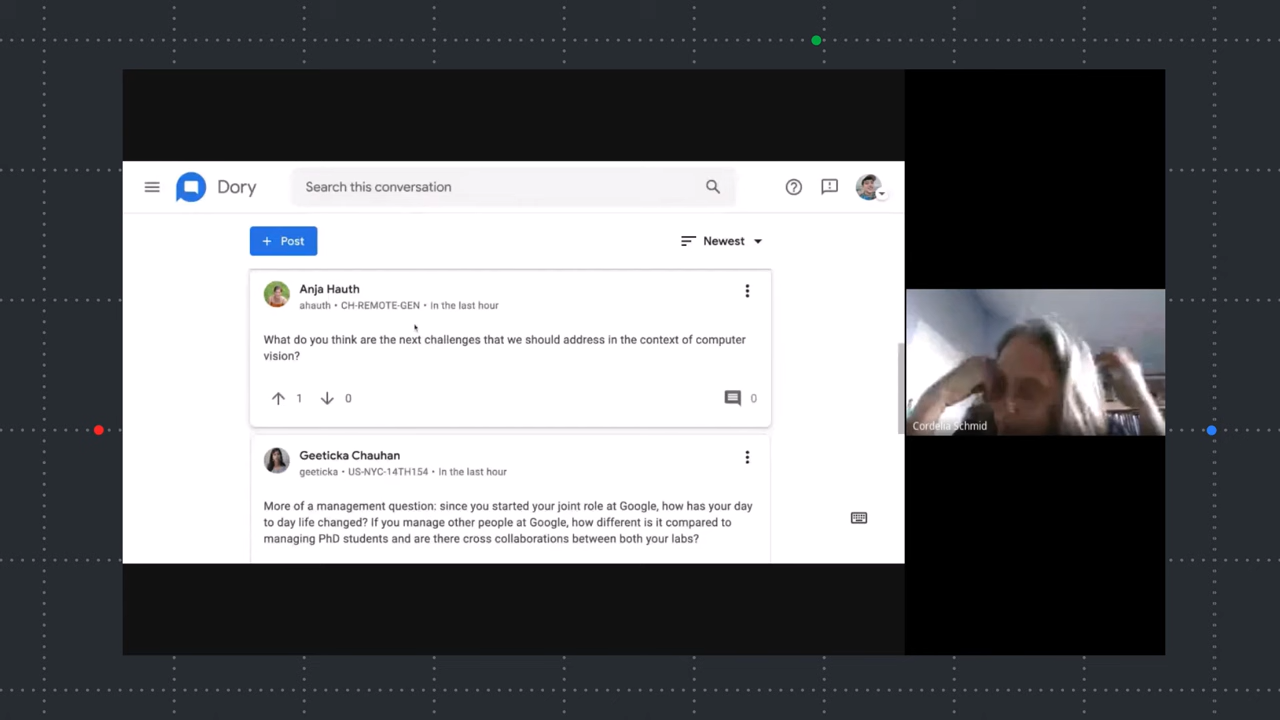 Dory
Search this conversation
+ Post
Newest
Anja Hauth
ahauth • CH-REMOTE-GEN • in the last hour
What do you think are the next challenges that we should address in the context of computer
vision?
1
0
0
Geeticka Chauhan
geeticka • US-NYC-14TH154 • in the last hour
More of a management question: since you started your joint role at Google, how has your day
to day life changed? If you manage other people at Google, how different is it compared to
managing PhD students and are there cross collaborations between both your labs?
Cordelia Schmid